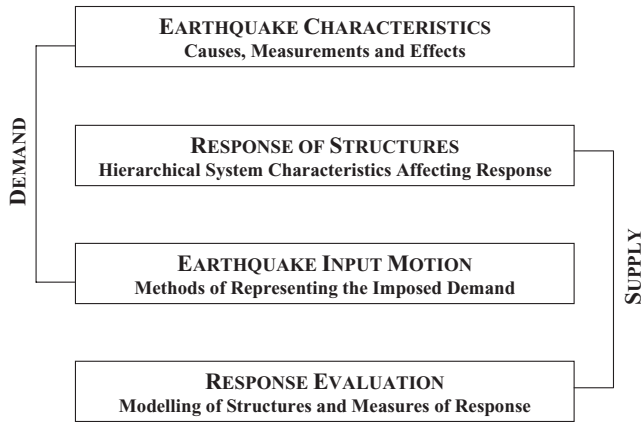 EARTHQUAKE CHARACTERISTICS
Causes, Measurements and Effects
DEMAND
RESPONSE OF STRUCTURES
Hierarchical System Characteristics Affecting Response
EARTHQUAKE INPUT MOTION
Methods of Representing the Imposed Demand
SUPPLY
RESPONSE EVALUATION
Modelling of Structures and Measures of Response